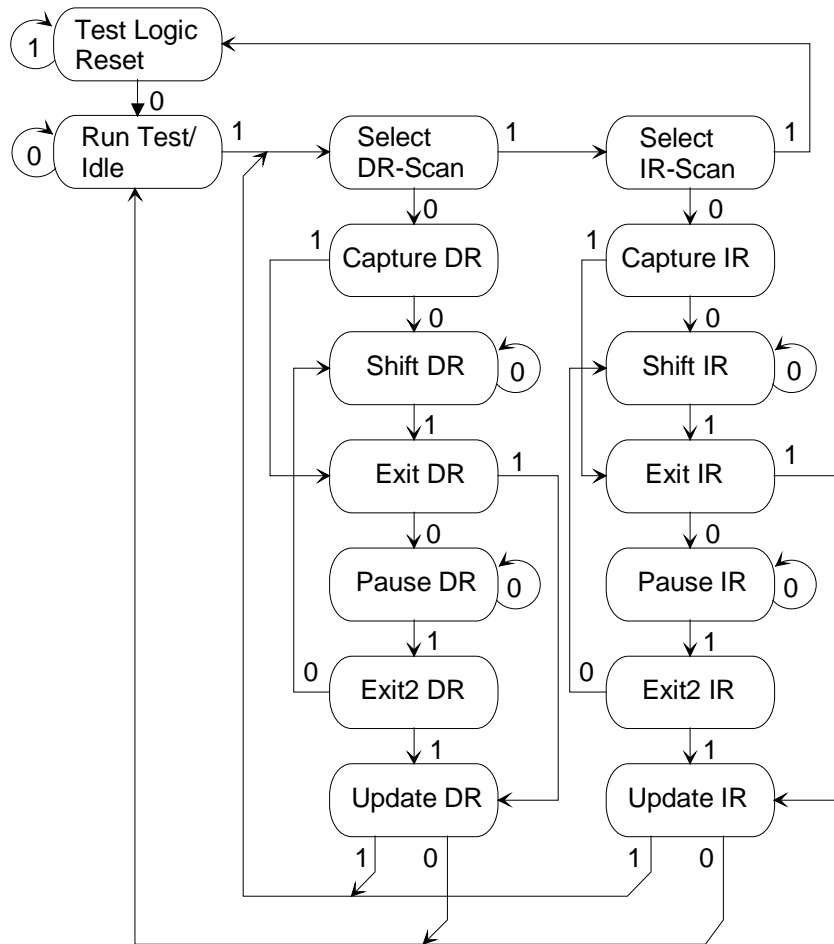 Test Logic
Reset
1
0
Run Test/
Idle
0
1
Select
DR-Scan
1
Select
IR-Scan
1
0
0
1
Capture DR
1
Capture IR
0
0
Shift DR
0
Shift IR
0
1
1
Exit DR
1
Exit IR
1
0
0
Pause DR
0
Pause IR
0
1
1
0
Exit2 DR
0
Exit2 IR
1
1
Update DR
Update IR
1
0
1
0